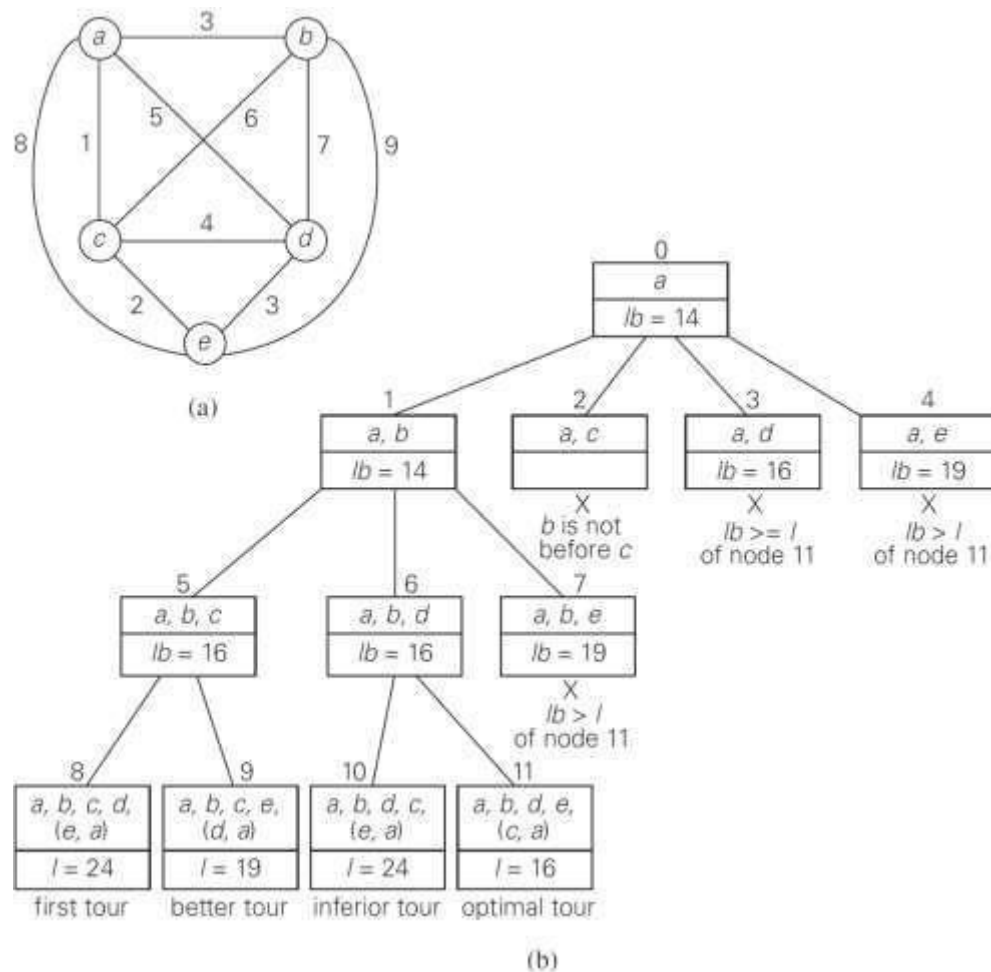 3
a b
5 6
8 1 7 9
4
c d
2 3
e
(a)
0
a
lb = 14
1 2 3 4
a, b a, c a, d a, e
lb = 14 lb = 16 lb = 19
X X X
b is not lb >= l lb > l
before c of node 11 of node 11
5 6 7
a, b, c a, b, d a, b, e
lb = 16 lb = 16 lb = 19
X
lb > l
of node 11
8 9 10 11
a, b, c, d, a, b, c, e, a, b, d, c, a, b, d, e,
(e, a) (d, a) (e, a) (c, a)
l = 24 l = 19 l = 24 l = 16
first tour better tour inferior tour optimal tour
(b)